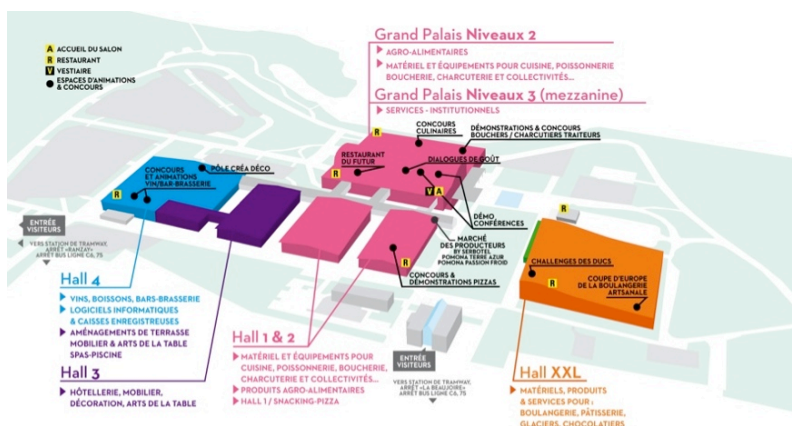 Grand Palais Niveaux 2
AGRO-ALIMENTAIRES
MATÉRIEL ET ÉQUIPEMENTS POUR CUISINE, POISSONNERIE
BOUCHERIE, CHARCUTERIE ET COLLECTIVITÉS...
Grand Palais Niveaux 3 (mezzanine)
SERVICES - INSTITUTIONNELS
A ACCUEIL DU SALON
R RESTAURANT
V VESTIAIRE
ESPACES D'ANIMATIONS
& CONCOURS
R
CONCOURS
CULINAIRES
DÉMONSTRATIONS & CONCOURS
BOUCHERS / CHARCUTIERS TRAITEURS
RESTAURANT
DU FUTUR
R
DIALOGUES DE GOÛT
V A
DÉMO
CONFÉRENCES
PÔLE CRÉA DÉCO
CONCOURS
ET ANIMATIONS
VIN/BAR-BRASSERIE
R
ENTRÉE
VISITEURS
VERS STATION DE TRAMWAY,
ARRÊT «RANZAY»
ARRÊT BUS LIGNE C6, 75
MARCHÉ
DES PRODUCTEURS
BY SERBOTEL
POMONA TERRE AZUR
POMONA PASSION FROID
R
CONCOURS &
DÉMONSTRATIONS PIZZAS
R
CHALLENGES DES DUCS
R
COUPE D'EUROPE
DE LA BOULANGERIE
ARTISANALE
Hall 4
VINS, BOISSONS, BARS-BRASSERIE
LOGICIELS INFORMATIQUES
& CAISSES ENREGISTREUSES
AMÉNAGEMENTS DE TERRASSE
MOBILIER & ARTS DE LA TABLE
SPAS-PISCINE
Hall 3
HÔTELLERIE, MOBILIER,
DÉCORATION, ARTS DE LA TABLE
Hall 1 & 2
MATÉRIEL ET ÉQUIPEMENTS POUR
CUISINE, POISSONNERIE, BOUCHERIE,
CHARCUTERIE ET COLLECTIVITÉS...
PRODUITS AGRO-ALIMENTAIRES
HALL 1 / SNACKING-PIZZA
ENTRÉE
VISITEURS
VERS STATION DE TRAMWAY,
ARRÊT «LA BEAUJOIRE»
ARRÊT BUS LIGNE C6, 75
Hall XXL
MATÉRIELS, PRODUITS
& SERVICES POUR :
BOULANGERIE, PÂTISSERIE,
GLACIERS, CHOCOLATIERS